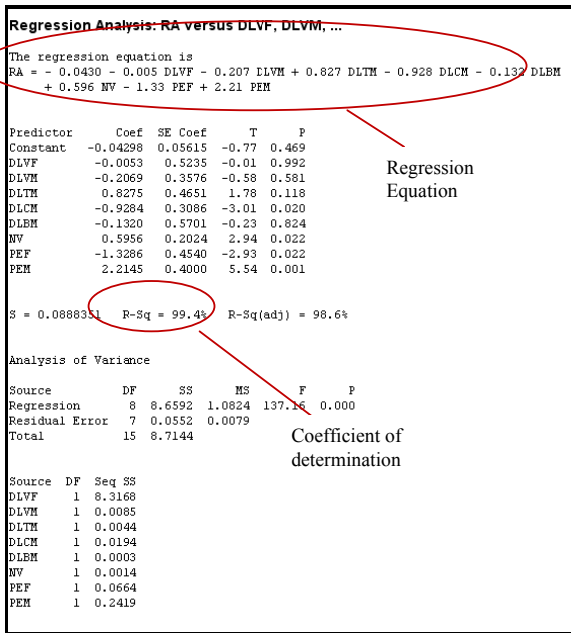 Regression Analysis: RA versus DLVF, DLVM, ...
The regression equation is
RA = - 0.0430 - 0.005 DLVF - 0.207 DLVM + 0.827 DLTM - 0.928 DLCM - 0.132 DLBM
+ 0.596 NV - 1.33 PEF + 2.21 PEM
Predictor Coef SE Coef T P
Constant -0.04298 0.05615 -0.77 0.469
DLVF -0.0053 0.5235 -0.01 0.992
DLVM -0.2069 0.3576 -0.58 0.581
DLTM 0.8275 0.4651 1.78 0.118
DLCM -0.9284 0.3086 -3.01 0.020
DLBM -0.1320 0.5701 -0.23 0.824
NV 0.5956 0.2024 2.94 0.022
PEF -1.3286 0.4540 -2.93 0.022
PEM 2.2145 0.4000 5.54 0.001
Regression
Equation
S = 0.0888351 R-Sq = 99.4% R-Sq(adj) = 98.6%
Analysis of Variance
Source DF SS MS F P
Regression 8 8.6592 1.0824 137.16 0.000
Residual Error 7 0.0552 0.0079
Total 15 8.7144
Coefficient of
determination
Source DF Seq SS
DLVF 1 8.3168
DLVM 1 0.0085
DLTM 1 0.0044
DLCM 1 0.0194
DLBM 1 0.0003
NV 1 0.0014
PEF 1 0.0664
PEM 1 0.2419